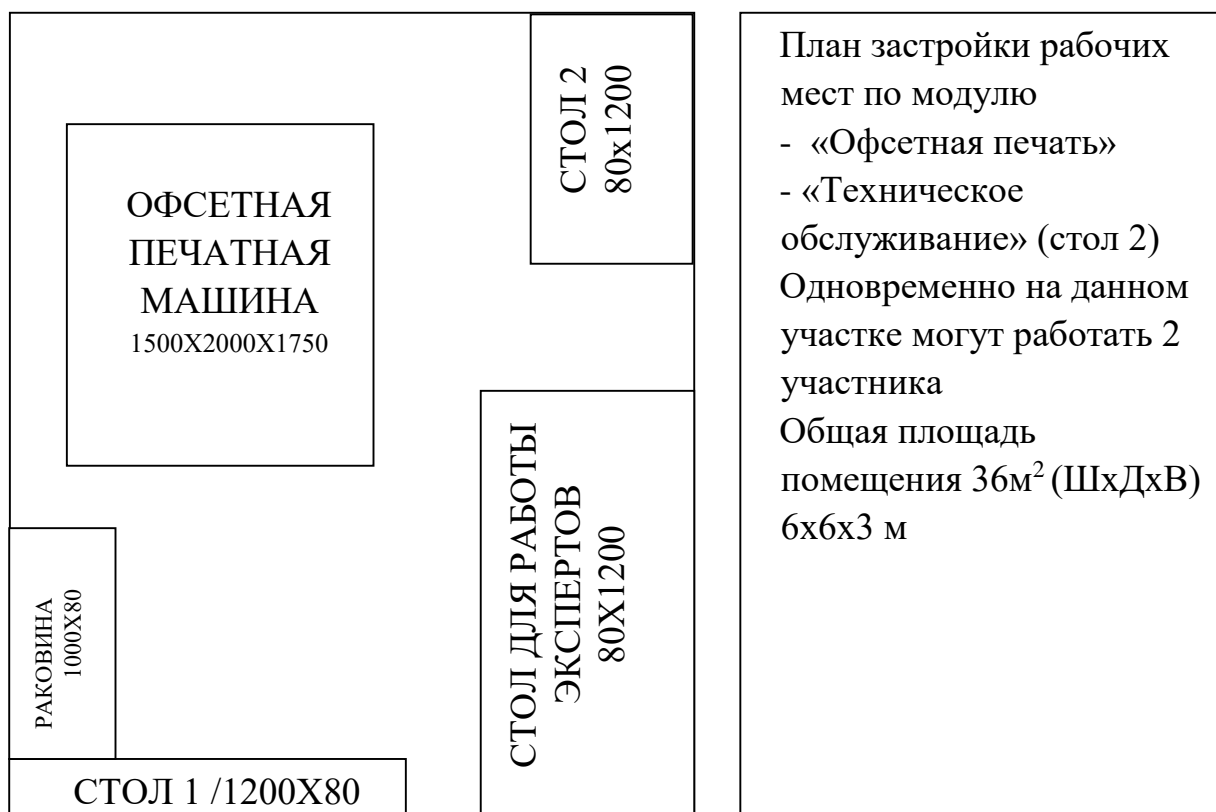 СТОЛ 2
80х1200
ОФСЕТНАЯ
ПЕЧАТНАЯ
МАШИНА
1500Х2000Х1750
СТОЛ ДЛЯ РАБОТЫ
ЭКСПЕРТОВ
80Х1200
РАКОВИНА
1000Х80
СТОЛ 1 /1200Х80
План застройки рабочих
мест по модулю
- «Офсетная печать»
- «Техническое
обслуживание» (стол 2)
Одновременно на данном
участке могут работать 2
участника
Общая площадь
помещения 36м² (ШхДхВ)
6х6х3 м